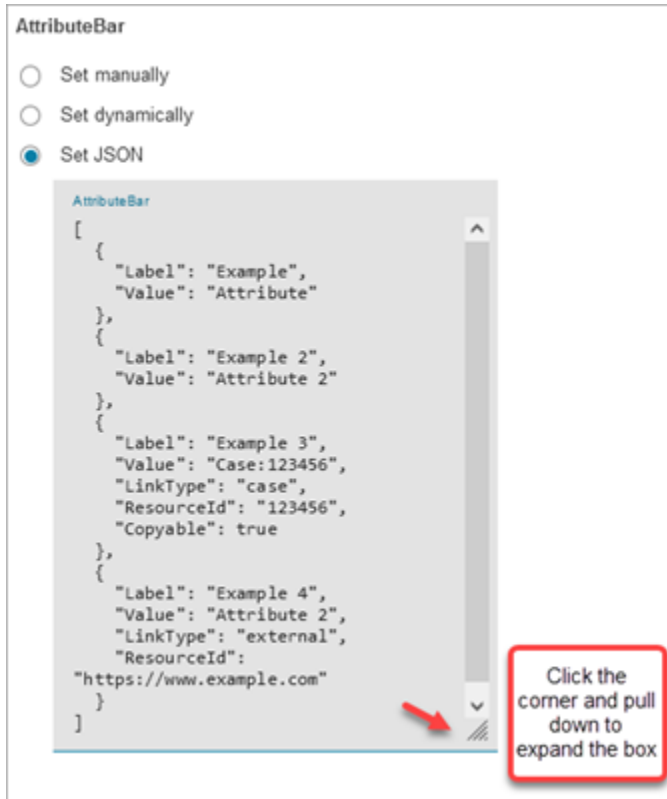 AttributeBar
Set manually
Set dynamically
Set JSON
AttributeBar
[
  {
    "Label": "Example",
    "Value": "Attribute"
  },
  {
    "Label": "Example 2",
    "Value": "Attribute 2"
  },
  {
    "Label": "Example 3",
    "Value": "Case:123456",
    "LinkType": "case",
    "ResourceId": "123456",
    "Copyable": true
  },
  {
    "Label": "Example 4",
    "Value": "Attribute 2",
    "LinkType": "external",
    "ResourceId":
"https://www.example.com"
  }
]
Click the
corner and pull
down to
expand the box